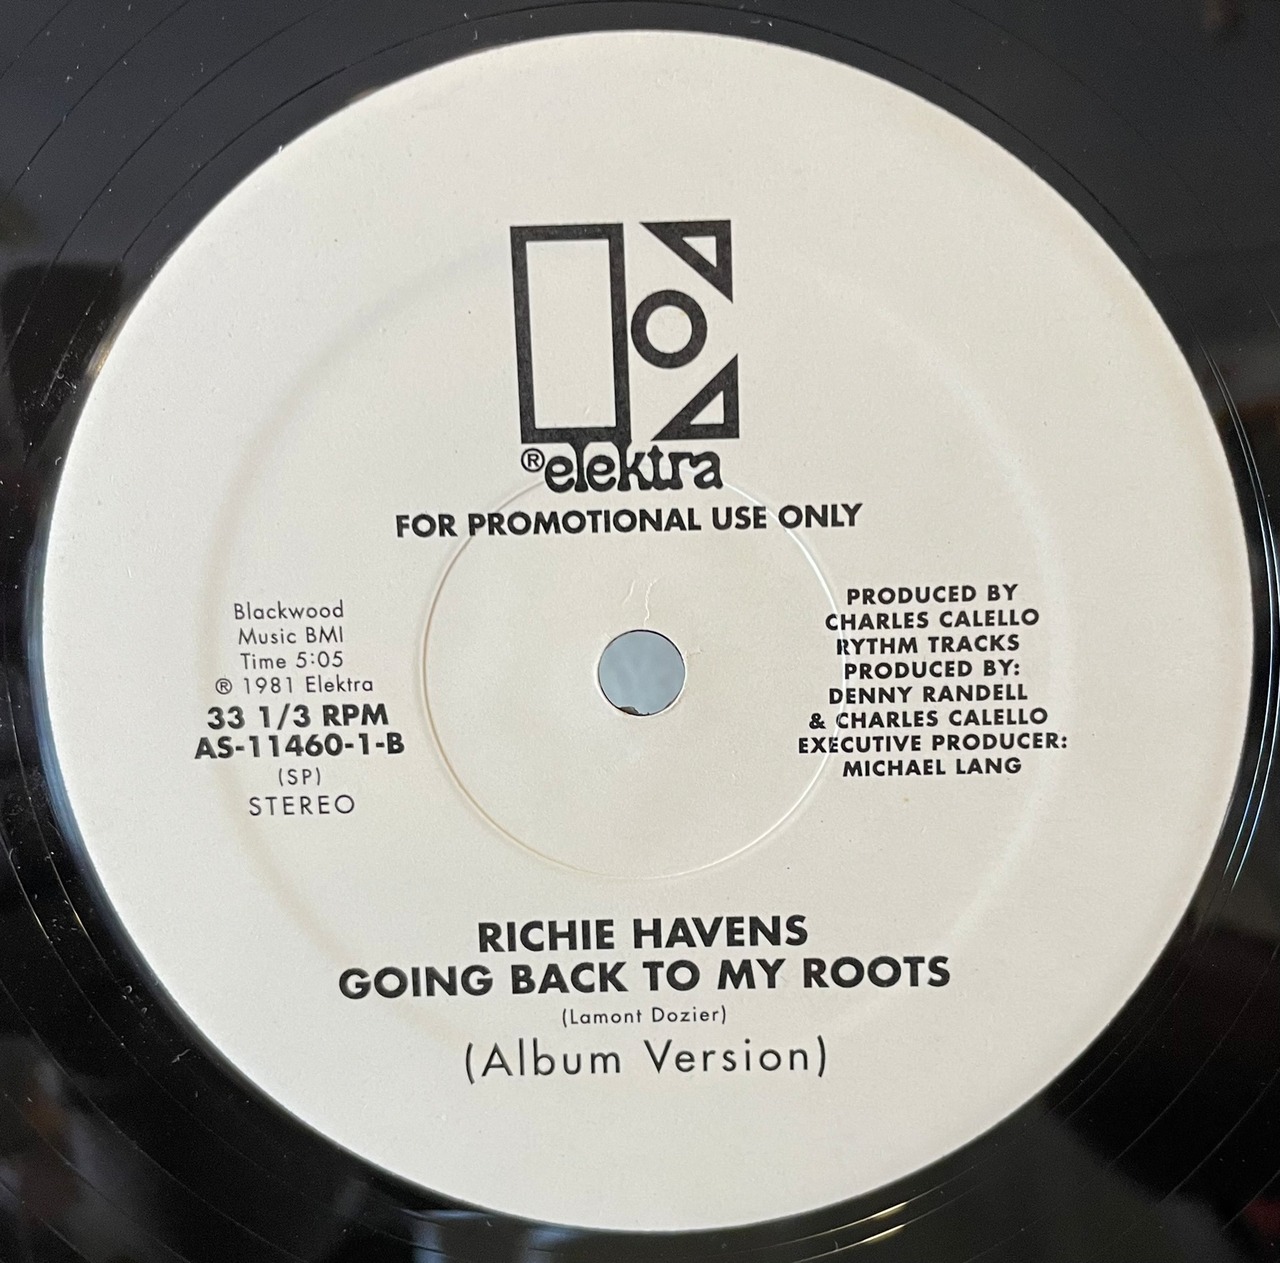 ®elektra
FOR PROMOTIONAL USE ONLY
Blackwood
Music BMI
Time 5:05
℗ 1981 Elektra
33 1/3 RPM
AS-11460-1-B
(SP)
STEREO
PRODUCED BY
CHARLES CALELLO
RYTHM TRACKS
PRODUCED BY:
DENNY RANDELL
& CHARLES CALELLO
EXECUTIVE PRODUCER:
MICHAEL LANG
RICHIE HAVENS
GOING BACK TO MY ROOTS
(Lamont Dozier)
(Album Version)